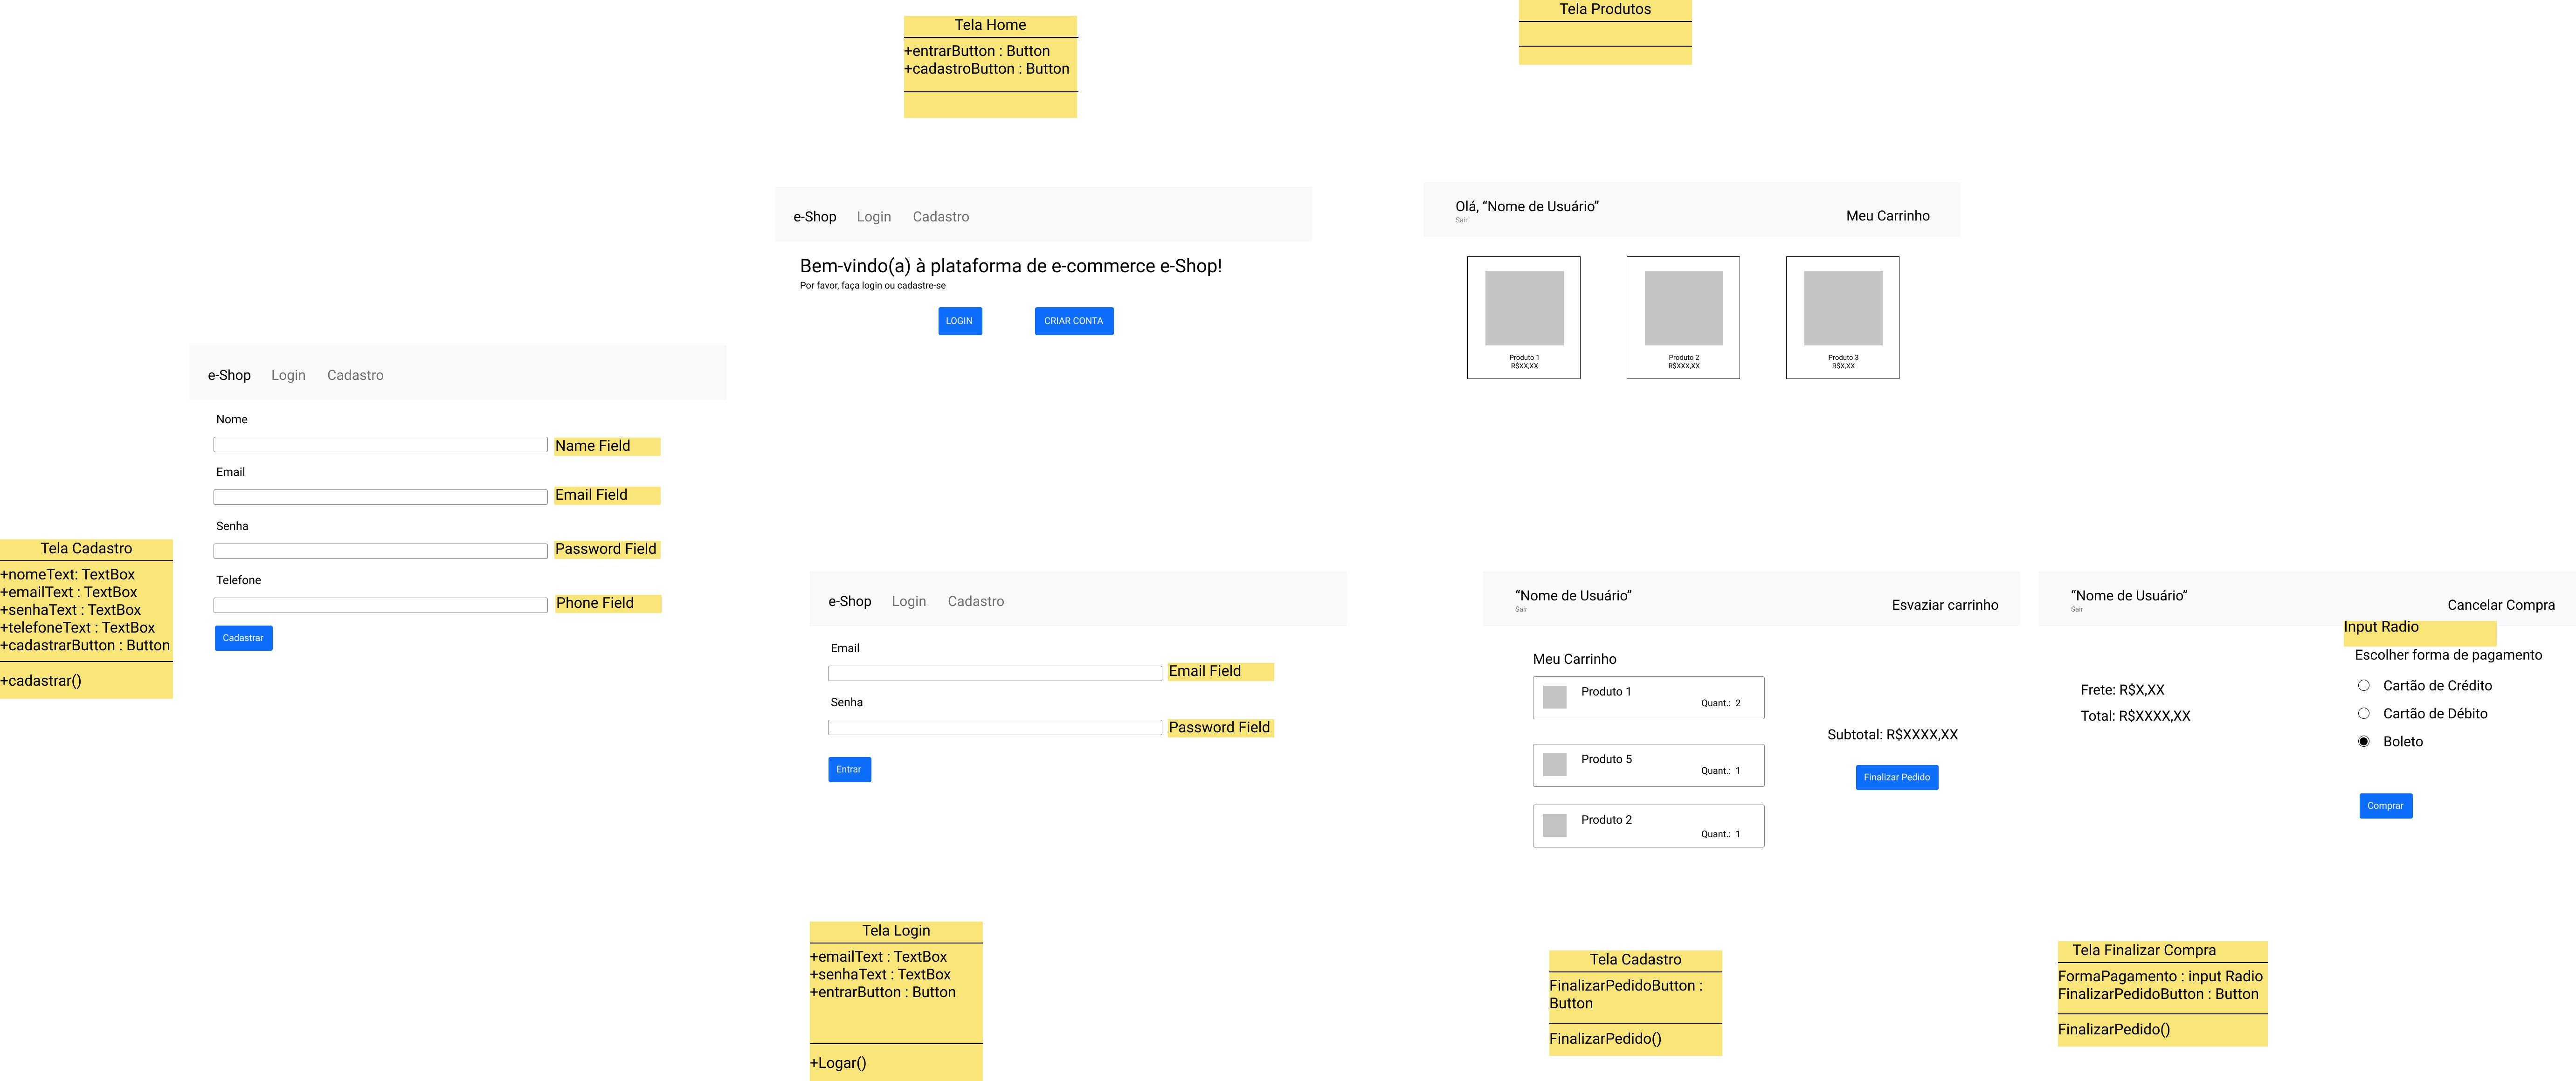 Tela Home
+entrarButton : Button
+cadastroButton : Button
Tela Produtos
e-Shop Login Cadastro
Bem-vindo(a) à plataforma de e-commerce e-Shop!
Por favor, faça login ou cadastre-se
LOGIN CRIAR CONTA
Olá, “Nome de Usuário”
Sair
Meu Carrinho
Produto 1
R$XX,XX
Produto 2
R$XXX,XX
Produto 3
R$X,XX
Tela Cadastro
+nomeText: TextBox
+emailText : TextBox
+senhaText : TextBox
+telefoneText : TextBox
+cadastrarButton : Button
+cadastrar()
e-Shop Login Cadastro
Nome
Name Field
Email
Email Field
Senha
Password Field
Telefone
Phone Field
Cadastrar
e-Shop Login Cadastro
Email
Email Field
Senha
Password Field
Entrar
Tela Login
+emailText : TextBox
+senhaText : TextBox
+entrarButton : Button
+Logar()
“Nome de Usuário”
Sair
Esvaziar carrinho
Meu Carrinho
Produto 1
Quant.: 2
Produto 5
Quant.: 1
Produto 2
Quant.: 1
Subtotal: R$XXXX,XX
Finalizar Pedido
Tela Cadastro
FinalizarPedidoButton :
Button
FinalizarPedido()
“Nome de Usuário”
Sair
Cancelar Compra
Input Radio
Escolher forma de pagamento
Frete: R$X,XX
Total: R$XXXX,XX
Cartão de Crédito
Cartão de Débito
Boleto
Comprar
Tela Finalizar Compra
FormaPagamento : input Radio
FinalizarPedidoButton : Button
FinalizarPedido()